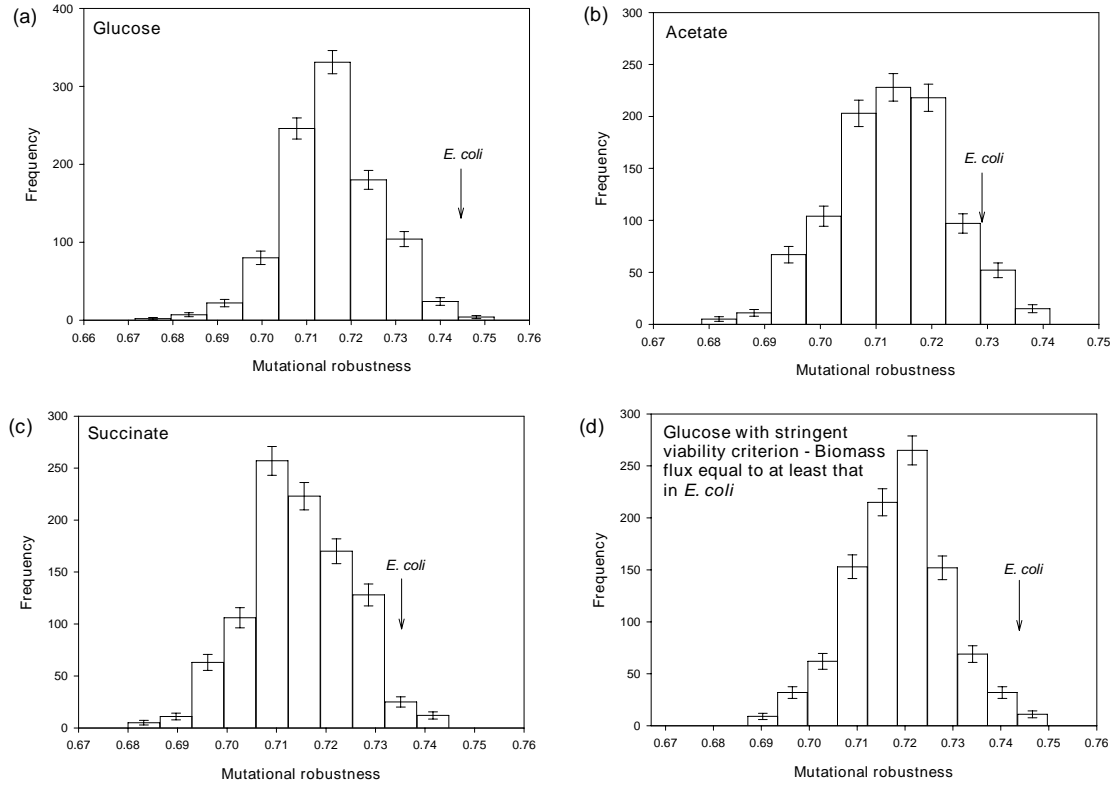 (a)
Glucose
E. coli
Frequency
400
300
200
100
0
0.66 0.67 0.68 0.69 0.70 0.71 0.72 0.73 0.74 0.75 0.76
Mutational robustness
(b)
Acetate
E. coli
Frequency
300
250
200
150
100
50
0
0.67 0.68 0.69 0.70 0.71 0.72 0.73 0.74 0.75
Mutational robustness
(c)
Succinate
E. coli
Frequency
300
250
200
150
100
50
0
0.67 0.68 0.69 0.70 0.71 0.72 0.73 0.74 0.75 0.76
Mutational robustness
(d)
Glucose with stringent
viability criterion - Biomass
flux equal to at least that
in E. coli
E. coli
Frequency
300
250
200
150
100
50
0
0.67 0.68 0.69 0.70 0.71 0.72 0.73 0.74 0.75 0.76
Mutational robustness